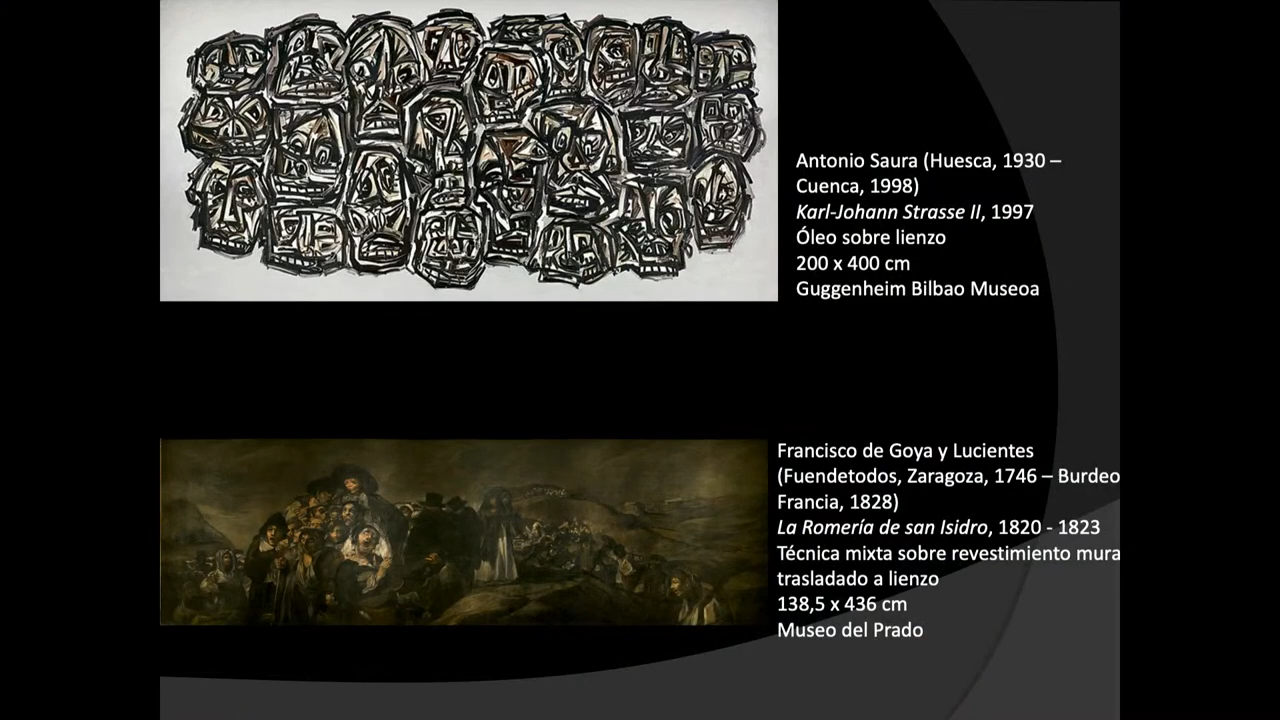 Antonio Saura (Huesca, 1930 –
Cuenca, 1998)
Karl-Johann Strasse II, 1997
Óleo sobre lienzo
200 x 400 cm
Guggenheim Bilbao Museoa
Francisco de Goya y Lucientes
(Fuendetodos, Zaragoza, 1746 – Burdeo
Francia, 1828)
La Romería de san Isidro, 1820 - 1823
Técnica mixta sobre revestimiento mura
trasladado a lienzo
138,5 x 436 cm
Museo del Prado